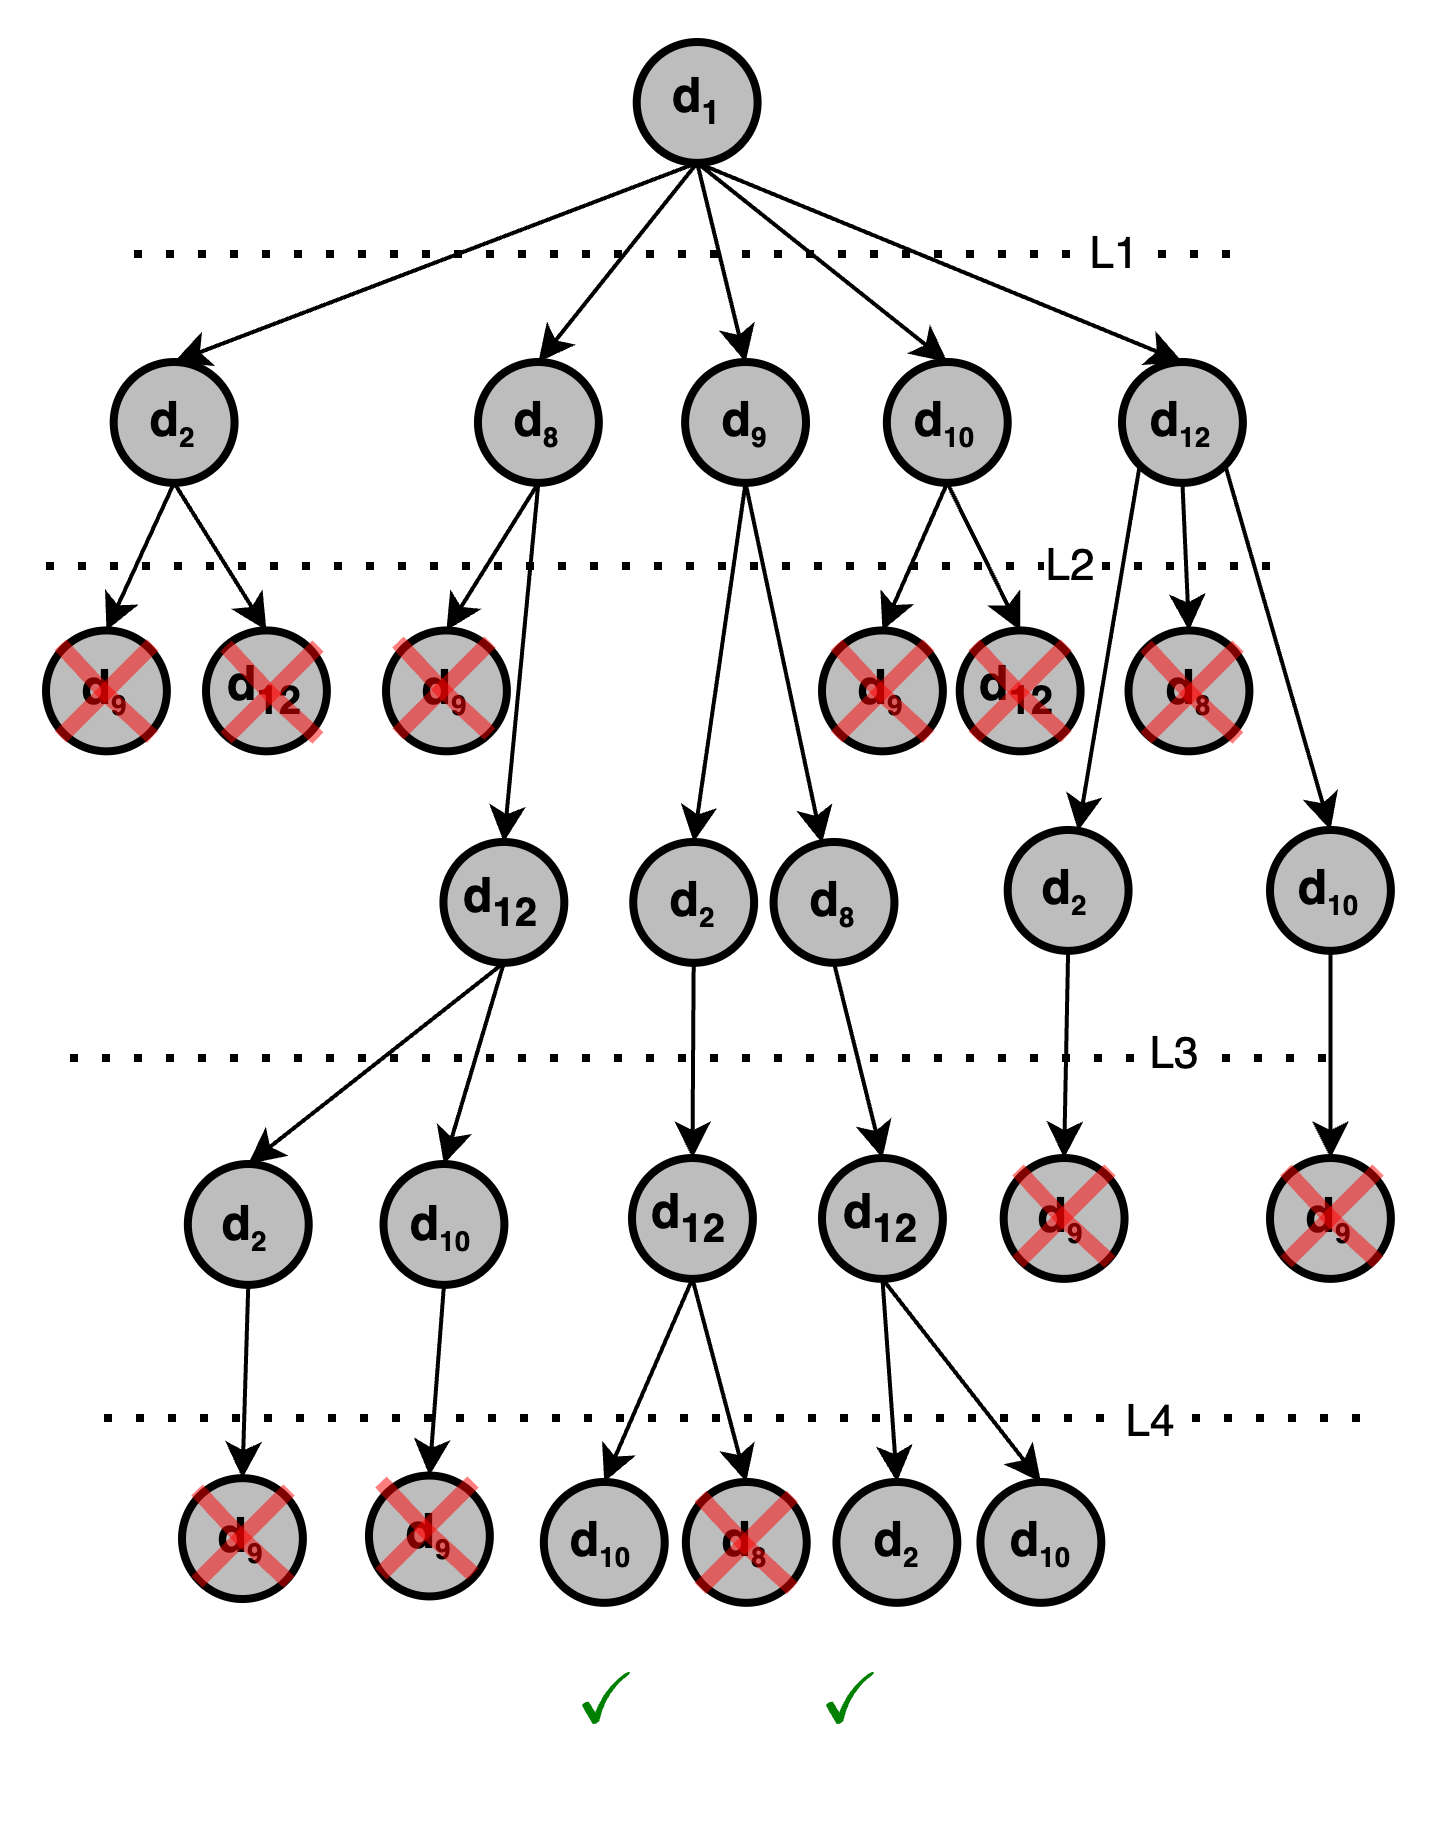 d1
L1
d2 d8 d9 d10 d12
L2
d9 d12 d9 d9 d12 d8
d12 d2 d8 d2 d10
L3
d2 d10 d12 d12 d9 d9
L4
d9 d9 d10 d8 d2 d10